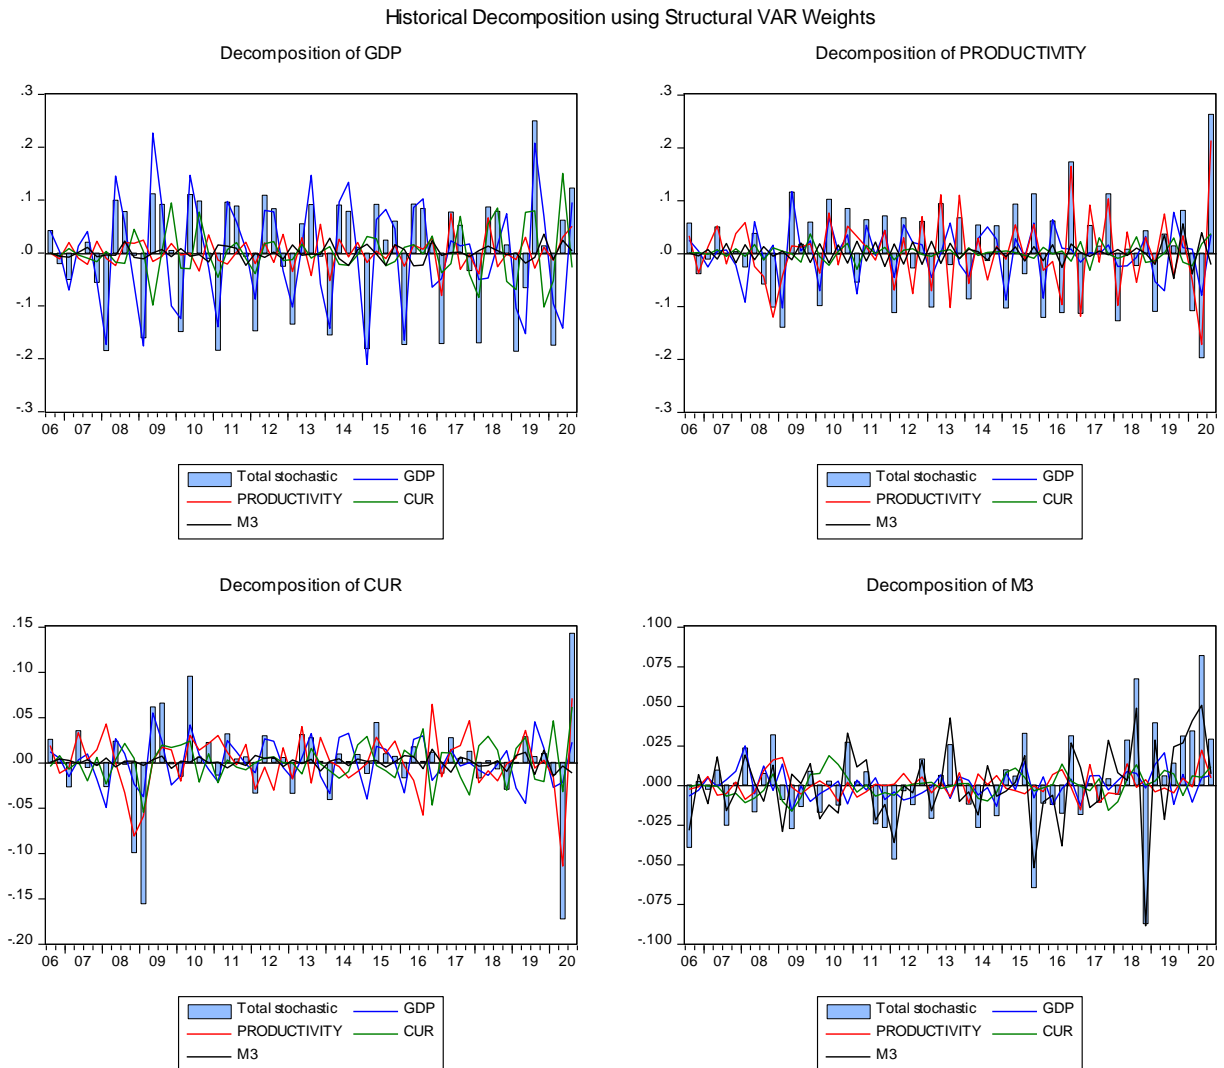 Historical Decomposition using Structural VAR Weights
Decomposition of GDP
.3
.2
.1
.0
-.1
-.2
-.3
06 07 08 09 10 11 12 13 14 15 16 17 18 19 20
Total stochastic GDP
PRODUCTIVITY CUR
M3
Decomposition of PRODUCTIVITY
.3
.2
.1
.0
-.1
-.2
-.3
06 07 08 09 10 11 12 13 14 15 16 17 18 19 20
Total stochastic GDP
PRODUCTIVITY CUR
M3
Decomposition of CUR
.15
.10
.05
.00
-.05
-.10
-.15
-.20
06 07 08 09 10 11 12 13 14 15 16 17 18 19 20
Total stochastic GDP
PRODUCTIVITY CUR
M3
Decomposition of M3
.100
.075
.050
.025
.000
-.025
-.050
-.075
-.100
06 07 08 09 10 11 12 13 14 15 16 17 18 19 20
Total stochastic GDP
PRODUCTIVITY CUR
M3